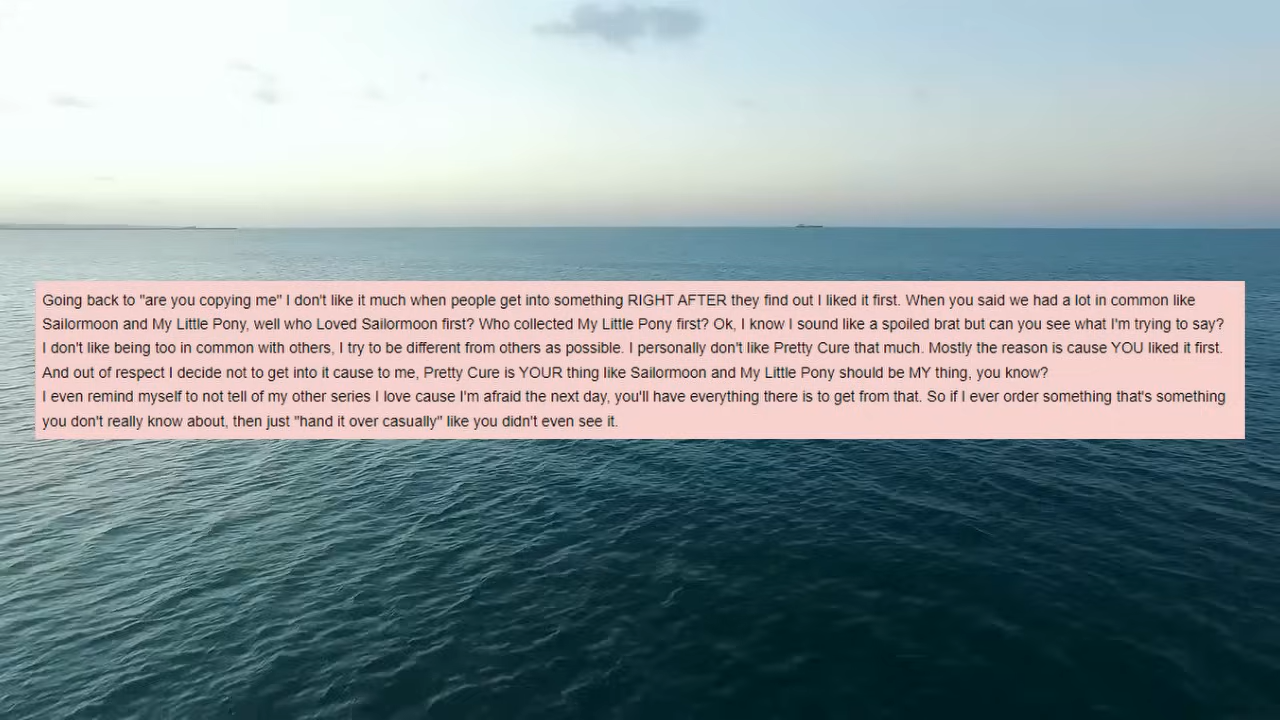 Going back to "are you copying me" I don't like it much when people get into something RIGHT AFTER they find out I liked it first. When you said we had a lot in common like
Sailormoon and My Little Pony, well who Loved Sailormoon first? Who collected My Little Pony first? Ok, I know I sound like a spoiled brat but can you see what I'm trying to say?
I don't like being too in common with others, I try to be different from others as possible. I personally don't like Pretty Cure that much. Mostly the reason is cause YOU liked it first.
And out of respect I decide not to get into it cause to me, Pretty Cure is YOUR thing like Sailormoon and My Little Pony should be MY thing, you know?
I even remind myself to not tell of my other series I love cause I'm afraid the next day, you'll have everything there is to get from that. So if I ever order something that's something
you don't really know about, then just "hand it over casually" like you didn't even see it.